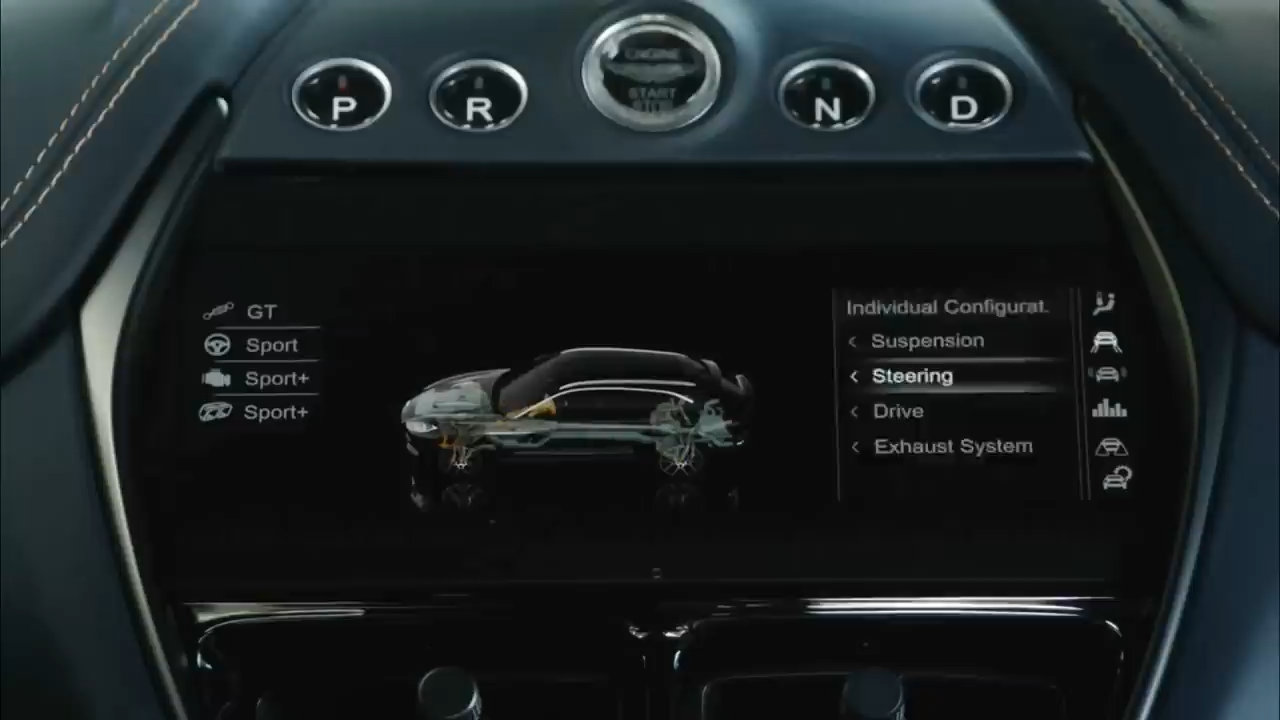 ENGINE
START
STOP
P R N D
GT
Sport
Sport+
Sport+
Individual Configurat.
Suspension
Steering
Drive
Exhaust System